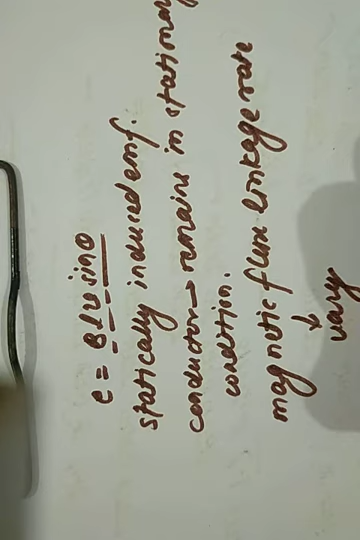 e = Blv sinθ
statically induced emf.
conductor → remains in stationary
condition.
magnetic flux linkage rate
↓
vary